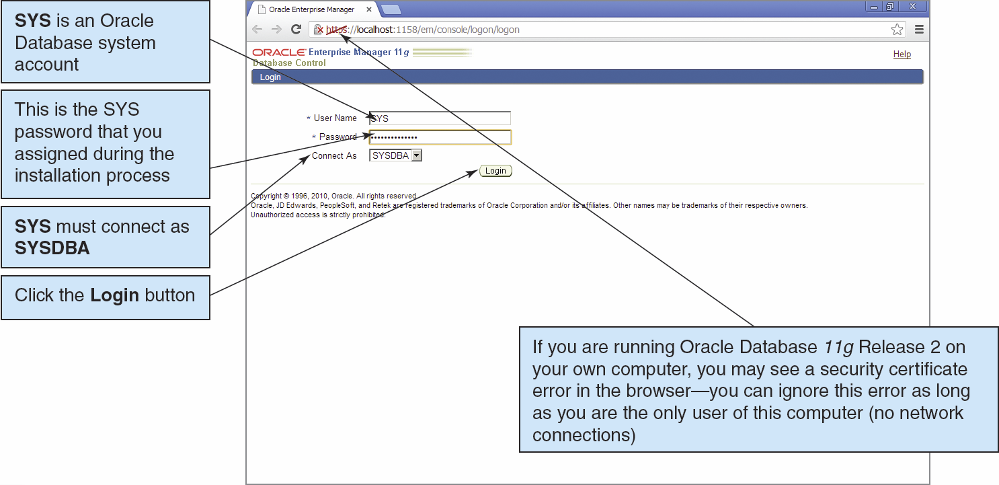 SYS is an Oracle
Database system
account
This is the SYS
password that you
assigned during the
installation process
SYS must connect as
SYSDBA
Click the Login button
Oracle Enterprise Manager
https://localhost:1158/em/console/logon/logon
ORACLE Enterprise Manager 11g
Database Control
Help
Login
* User Name SYS
* Password ••••••••••••••
Connect As SYSDBA
Login
Copyright © 1996, 2010, Oracle. All rights reserved.
Oracle, JD Edwards, PeopleSoft, and Retek are registered trademarks of Oracle Corporation and/or its affiliates. Other names may be trademarks of their respective owners.
Unauthorized access is strctly prohibited.
If you are running Oracle Database 11g Release 2 on
your own computer, you may see a security certificate
error in the browser—you can ignore this error as long
as you are the only user of this computer (no network
connections)